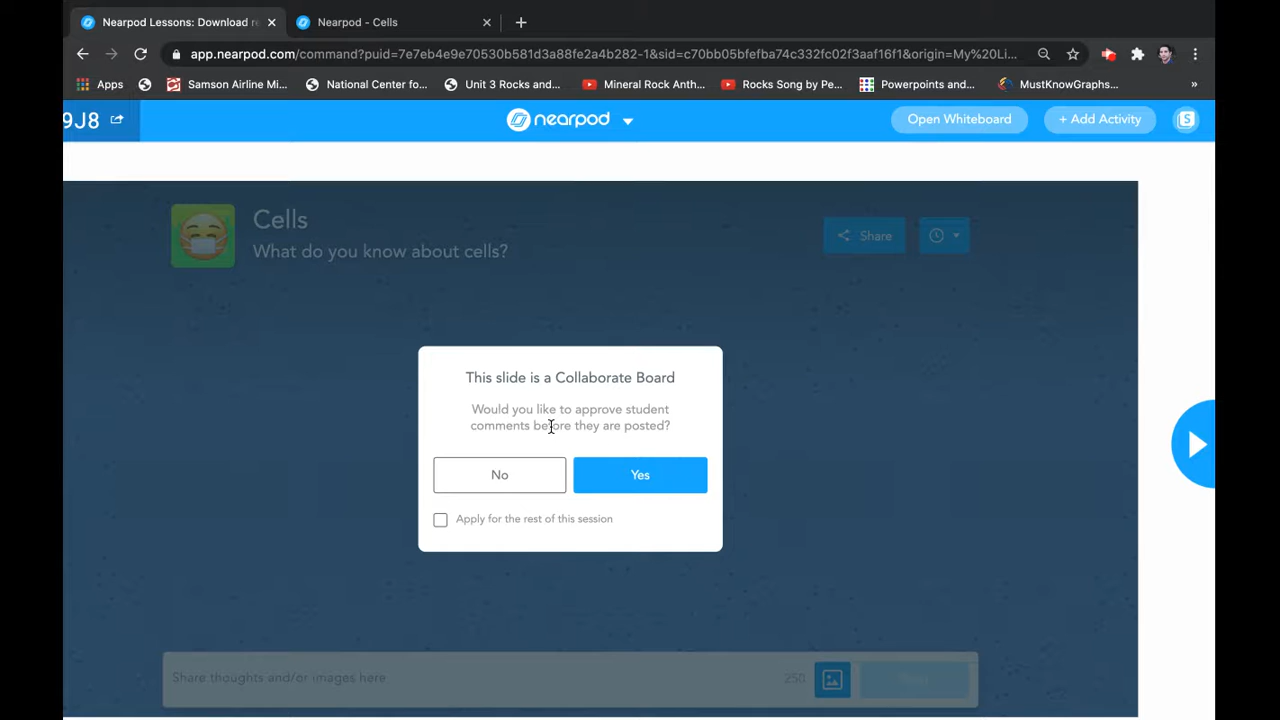 Nearpod Lessons: Download re
Nearpod - Cells
app.nearpod.com/command?puid=7e7eb4e9e70530b581d3a88fe2a4b282-1&sid=c70bb05bfefba74c332fc02f3aaf16f1&origin=My%20Li...
Apps
Samson Airline Mi...
National Center fo...
Unit 3 Rocks and...
Mineral Rock Anth...
Rocks Song by Pe...
Powerpoints and...
MustKnowGraphs...
»
9J8
nearpod
Open Whiteboard
+ Add Activity
S
Cells
What do you know about cells?
Share
This slide is a Collaborate Board
Would you like to approve student
comments before they are posted?
No
Yes
Apply for the rest of this session
Share thoughts and/or images here
250